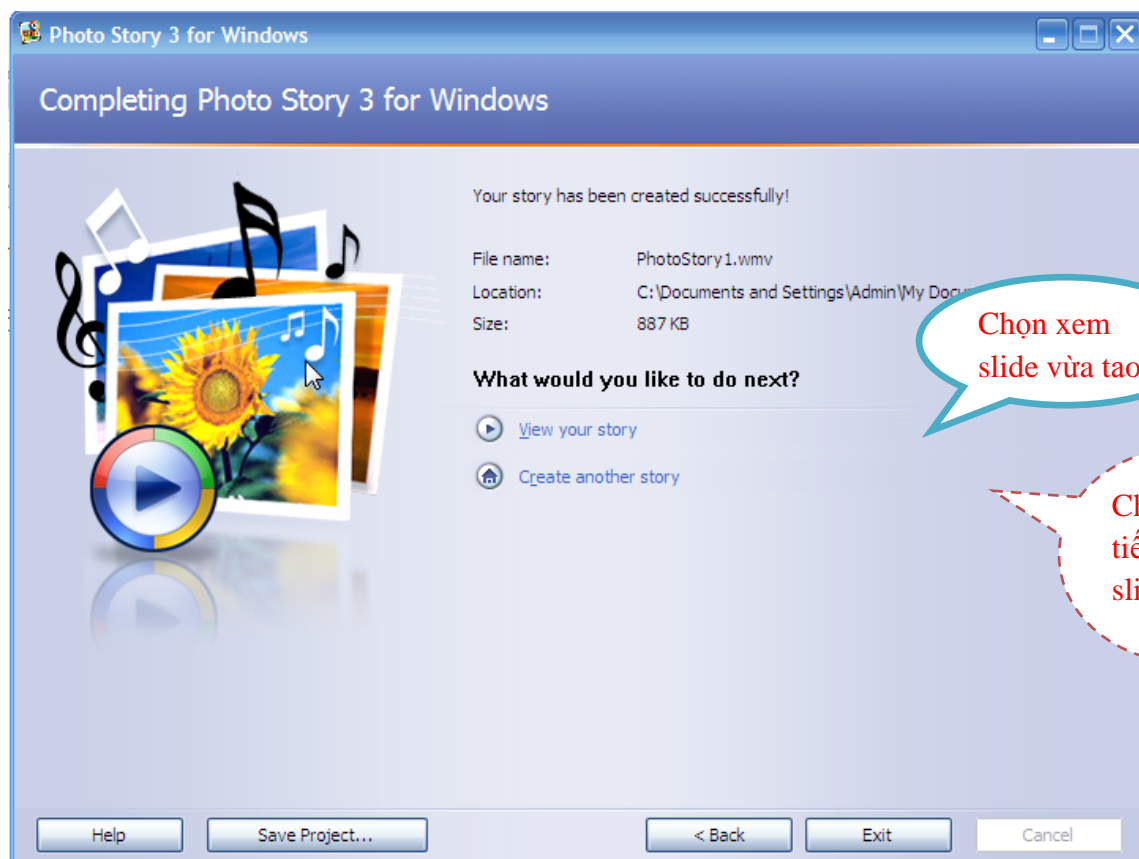 Photo Story 3 for Windows
Completing Photo Story 3 for Windows
Your story has been created successfully!
File name: PhotoStory1.wmv
Location: C:\Documents and Settings\Admin\My
Size: 887 KB
Chọn xem
slide vừa tao
What would you like to do next?
View your story
Create another story
Help Save Project... < Back Exit Cancel